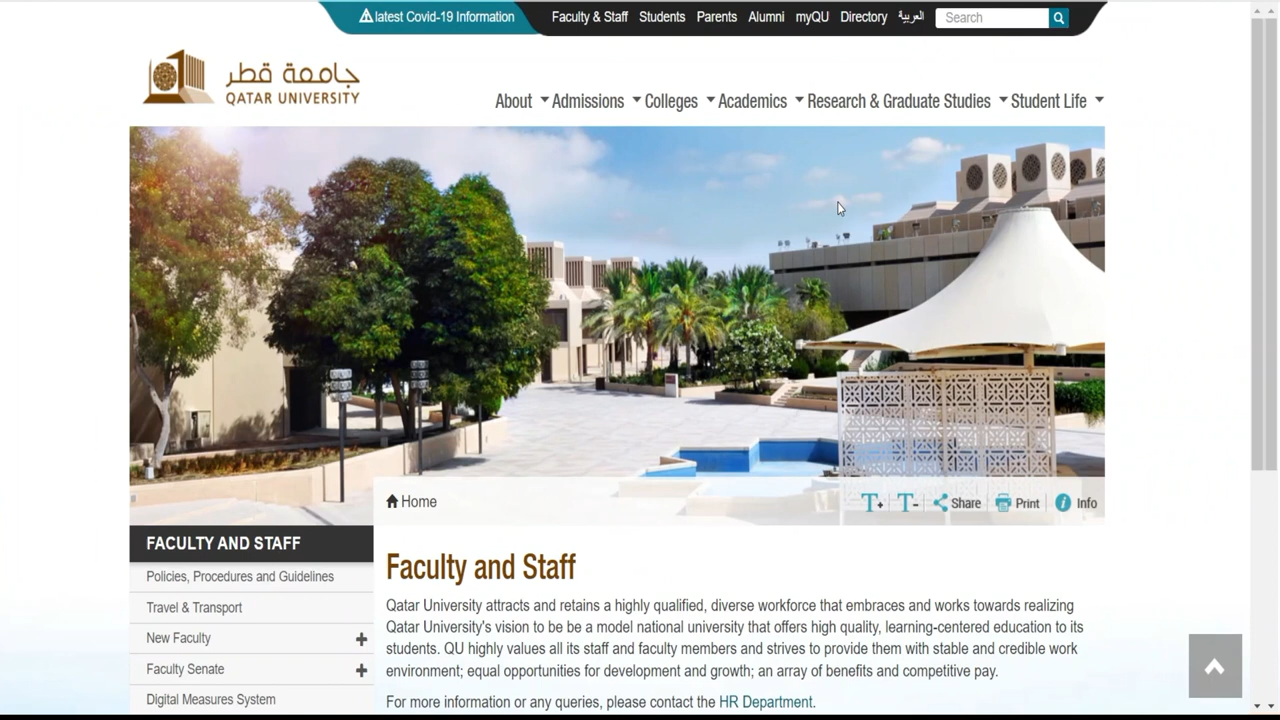 latest Covid-19 Information
Faculty & Staff Students Parents Alumni myQU Directory العربية Search
جامعة قطر
QATAR UNIVERSITY
About Admissions Colleges Academics Research & Graduate Studies Student Life
Home
T+ T- Share Print Info
FACULTY AND STAFF
Policies, Procedures and Guidelines
Travel & Transport
New Faculty
Faculty Senate
Digital Measures System
Faculty and Staff
Qatar University attracts and retains a highly qualified, diverse workforce that embraces and works towards realizing
Qatar University's vision to be be a model national university that offers high quality, learning-centered education to its
students. QU highly values all its staff and faculty members and strives to provide them with stable and credible work
environment; equal opportunities for development and growth; an array of benefits and competitive pay.
For more information or any queries, please contact the HR Department.